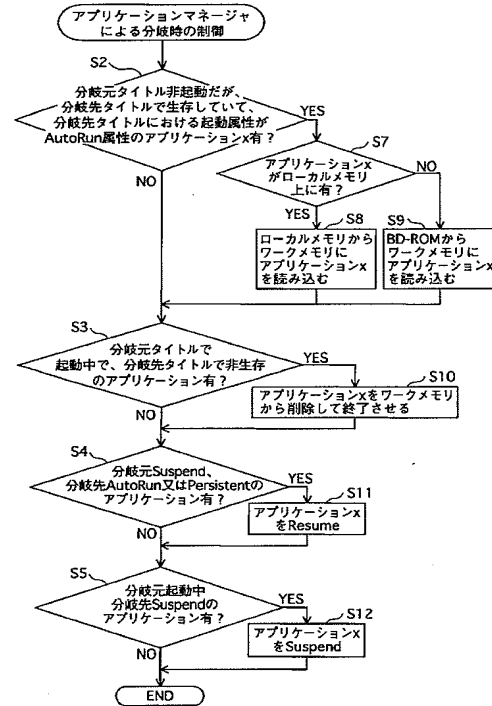 アプリケーションマネージャ
による分岐時の制御
S2
分岐元タイトル非起動だが、
分岐先タイトルで生存していて、
分岐先タイトルにおける起動属性が
AutoRun属性のアプリケーションx有？
YES
NO
S7
アプリケーションx
がローカルメモリ
上に有？
NO
YES
S8
ローカルメモリから
ワークメモリに
アプリケーションx
を読み込む
S9
BD-ROMから
ワークメモリに
アプリケーションx
を読み込む
S3
分岐元タイトルで
起動中で、分岐先タイトルで非生存
のアプリケーション有？
YES
NO
S10
アプリケーションxをワークメモリ
から削除して終了させる
S4
分岐元Suspend、
分岐先AutoRun又はPersistentの
アプリケーション有？
YES
NO
S11
アプリケーションx
をResume
S5
分岐元起動中
分岐先Suspendの
アプリケーション有？
YES
NO
S12
アプリケーションx
をSuspend
END